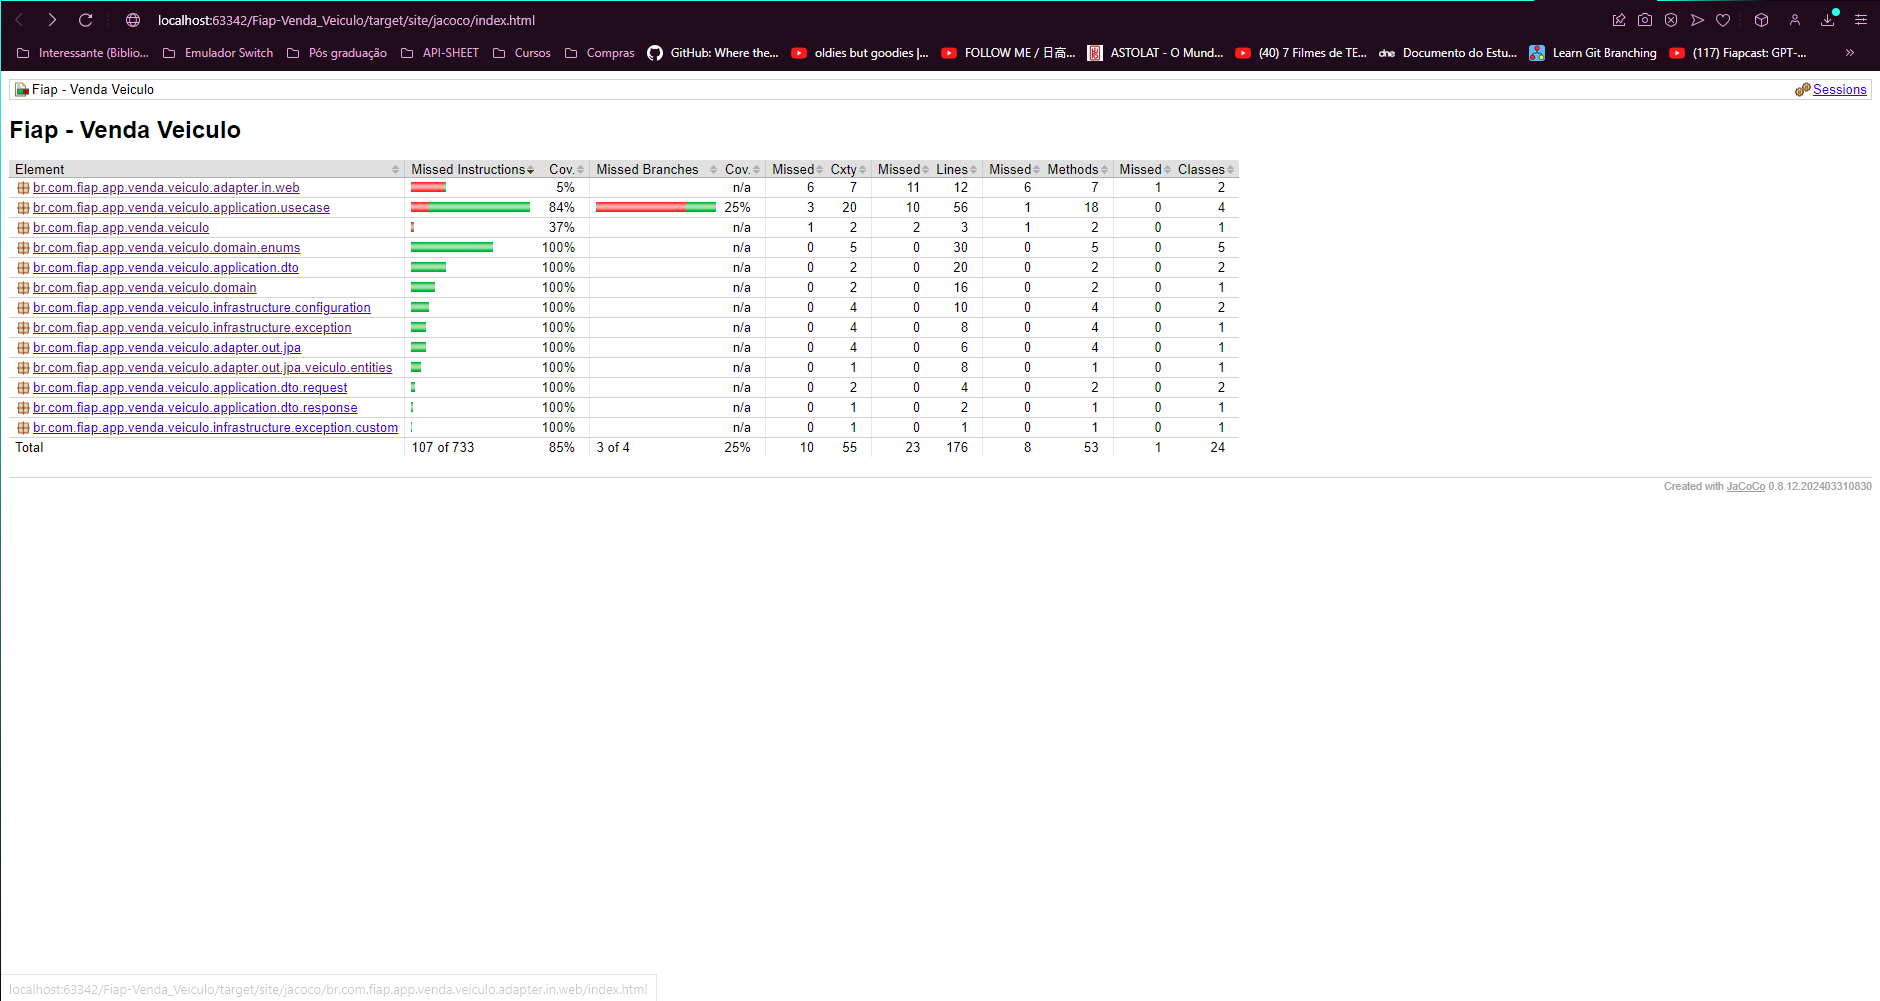 localhost:63342/Fiap-Venda_Veiculo/target/site/jacoco/index.html
Interessante (Biblio... Emulador Switch Pós graduação API-SHEET Cursos Compras GitHub: Where the... oldies but goodies |... FOLLOW ME / 日高... ASTOLAT - O Mund... (40) 7 Filmes de TE... dne Documento do Estu... Learn Git Branching (117) Fiapcast: GPT-... »
Fiap - Venda Veiculo Sessions
Fiap - Venda Veiculo
Element Missed Instructions Cov. Missed Branches Cov. Missed Cxty Missed Lines Missed Methods Missed Classes
br.com.fiap.app.venda.veiculo.adapter.in.web 5% n/a 6 7 11 12 6 7 1 2
br.com.fiap.app.venda.veiculo.application.usecase 84% 25% 3 20 10 56 1 18 0 4
br.com.fiap.app.venda.veiculo 37% n/a 1 2 2 3 1 2 0 1
br.com.fiap.app.venda.veiculo.domain.enums 100% n/a 0 5 0 30 0 5 0 5
br.com.fiap.app.venda.veiculo.application.dto 100% n/a 0 2 0 20 0 2 0 2
br.com.fiap.app.venda.veiculo.domain 100% n/a 0 2 0 16 0 2 0 1
br.com.fiap.app.venda.veiculo.infrastructure.configuration 100% n/a 0 4 0 10 0 4 0 2
br.com.fiap.app.venda.veiculo.infrastructure.exception 100% n/a 0 4 0 8 0 4 0 1
br.com.fiap.app.venda.veiculo.adapter.out.jpa 100% n/a 0 4 0 6 0 4 0 1
br.com.fiap.app.venda.veiculo.adapter.out.jpa.veiculo.entities 100% n/a 0 1 0 8 0 1 0 1
br.com.fiap.app.venda.veiculo.application.dto.request 100% n/a 0 2 0 4 0 2 0 2
br.com.fiap.app.venda.veiculo.application.dto.response 100% n/a 0 1 0 2 0 1 0 1
br.com.fiap.app.venda.veiculo.infrastructure.exception.custom 100% n/a 0 1 0 1 0 1 0 1
Total 107 of 733 85% 3 of 4 25% 10 55 23 176 8 53 1 24
Created with JaCoCo 0.8.12.202403310830
localhost:63342/Fiap-Venda_Veiculo/target/site/jacoco/br.com.fiap.app.venda.veiculo.adapter.in.web/index.html